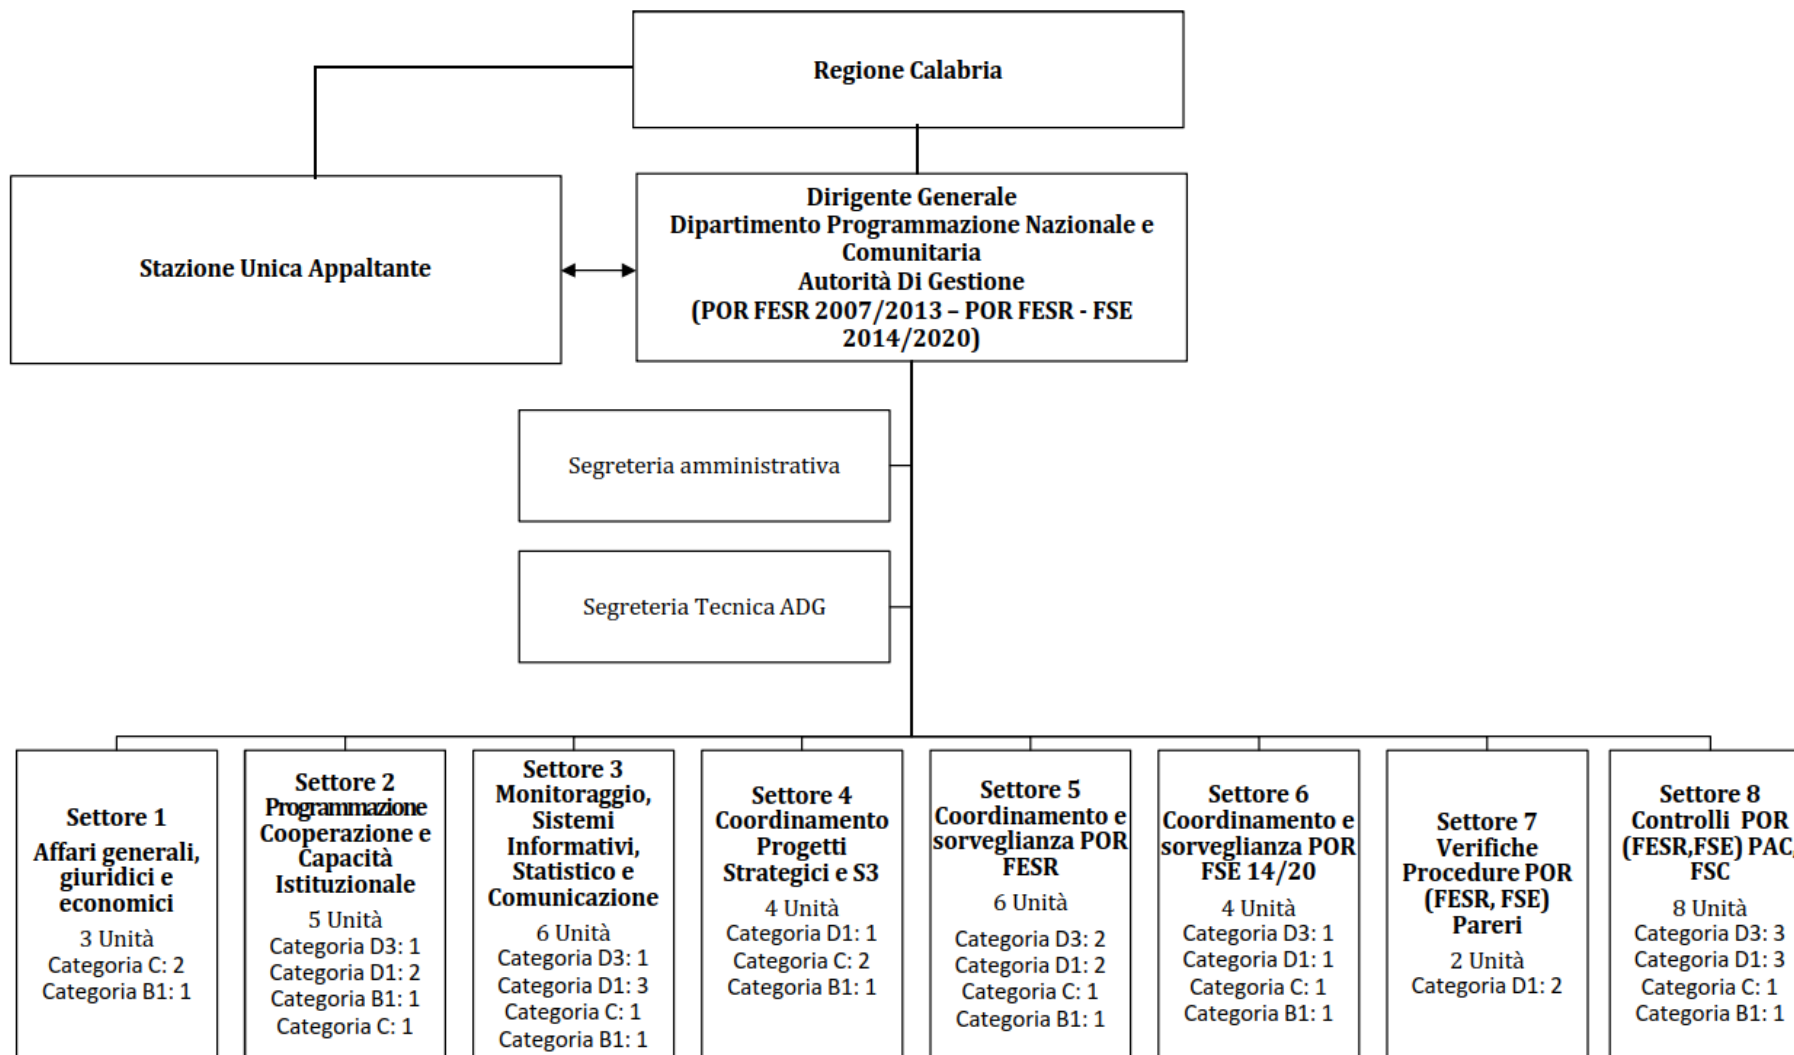 Regione Calabria
Stazione Unica Appaltante
Dirigente Generale
Dipartimento Programmazione Nazionale e
Comunitaria
Autorità Di Gestione
(POR FESR 2007/2013 – POR FESR - FSE
2014/2020)
Segreteria amministrativa
Segreteria Tecnica ADG
Settore 1
Affari generali,
giuridici e
economici
3 Unità
Categoria C: 2
Categoria B1: 1
Settore 2
Programmazione
Cooperazione e
Capacità
Istituzionale
5 Unità
Categoria D3: 1
Categoria D1: 2
Categoria B1: 1
Categoria C: 1
Settore 3
Monitoraggio,
Sistemi
Informativi,
Statistico e
Comunicazione
6 Unità
Categoria D3: 1
Categoria D1: 3
Categoria C: 1
Categoria B1: 1
Settore 4
Coordinamento
Progetti
Strategici e S3
4 Unità
Categoria D1: 1
Categoria C: 2
Categoria B1: 1
Settore 5
Coordinamento e
sorveglianza POR
FESR
6 Unità
Categoria D3: 2
Categoria D1: 2
Categoria C: 1
Categoria B1: 1
Settore 6
Coordinamento e
sorveglianza POR
FSE 14/20
4 Unità
Categoria D3: 1
Categoria D1: 1
Categoria C: 1
Categoria B1: 1
Settore 7
Verifiche
Procedure POR
(FESR, FSE)
Pareri
2 Unità
Categoria D1: 2
Settore 8
Controlli POR
(FESR,FSE) PAC,
FSC
8 Unità
Categoria D3: 3
Categoria D1: 3
Categoria C: 1
Categoria B1: 1